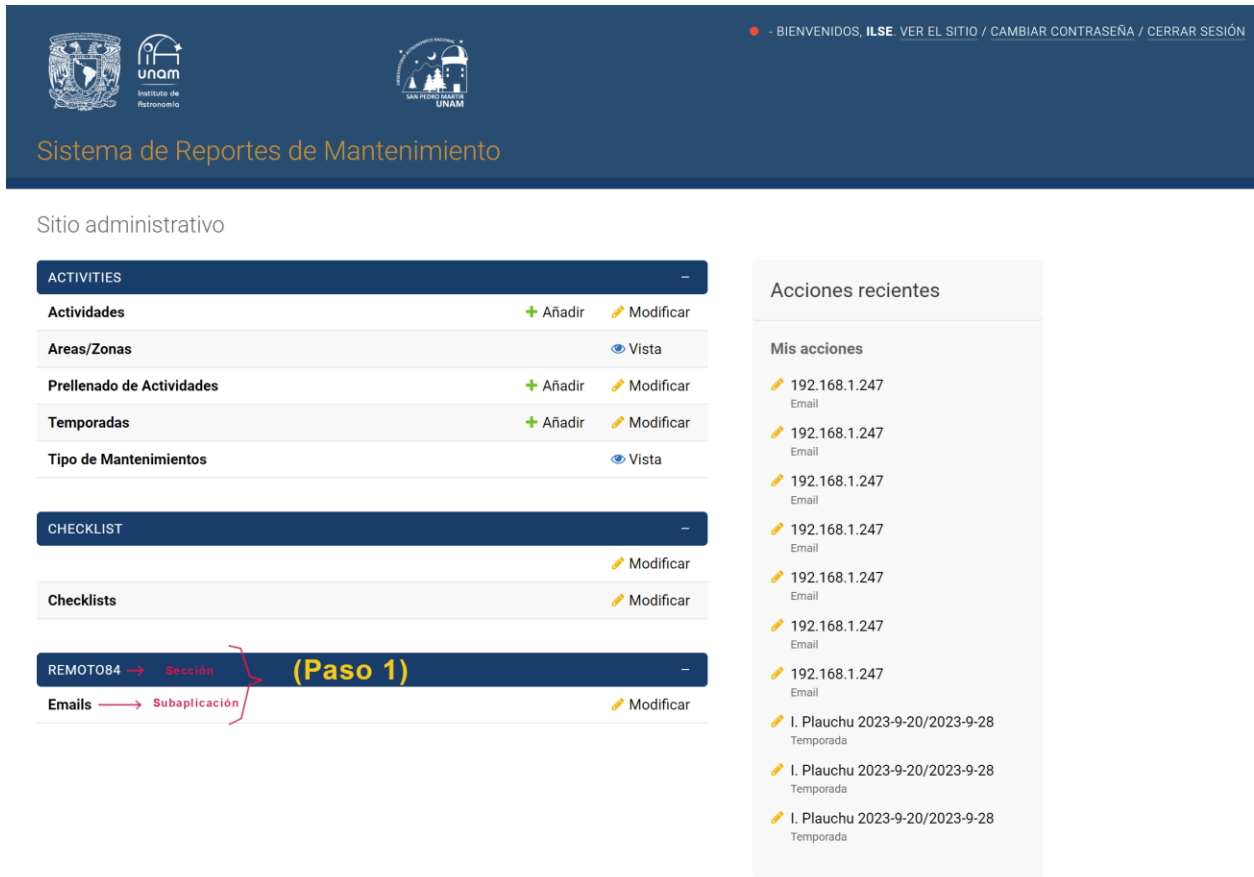 - BIENVENIDOS, ILSE. VER EL SITIO / CAMBIAR CONTRASEÑA / CERRAR SESIÓN
UNAM
Instituto de
Astronomía
OBSERVATORIO ASTRONÓMICO NACIONAL
SAN PEDRO MARTIR
UNAM
Sistema de Reportes de Mantenimiento
Sitio administrativo
ACTIVITIES −
Actividades + Añadir Modificar
Areas/Zonas Vista
Prellenado de Actividades + Añadir Modificar
Temporadas + Añadir Modificar
Tipo de Mantenimientos Vista
CHECKLIST −
Modificar
Checklists Modificar
REMOTO84 → Sección (Paso 1) −
Emails → Subaplicación Modificar
Acciones recientes
Mis acciones
192.168.1.247
Email
192.168.1.247
Email
192.168.1.247
Email
192.168.1.247
Email
192.168.1.247
Email
192.168.1.247
Email
192.168.1.247
Email
I. Plauchu 2023-9-20/2023-9-28
Temporada
I. Plauchu 2023-9-20/2023-9-28
Temporada
I. Plauchu 2023-9-20/2023-9-28
Temporada